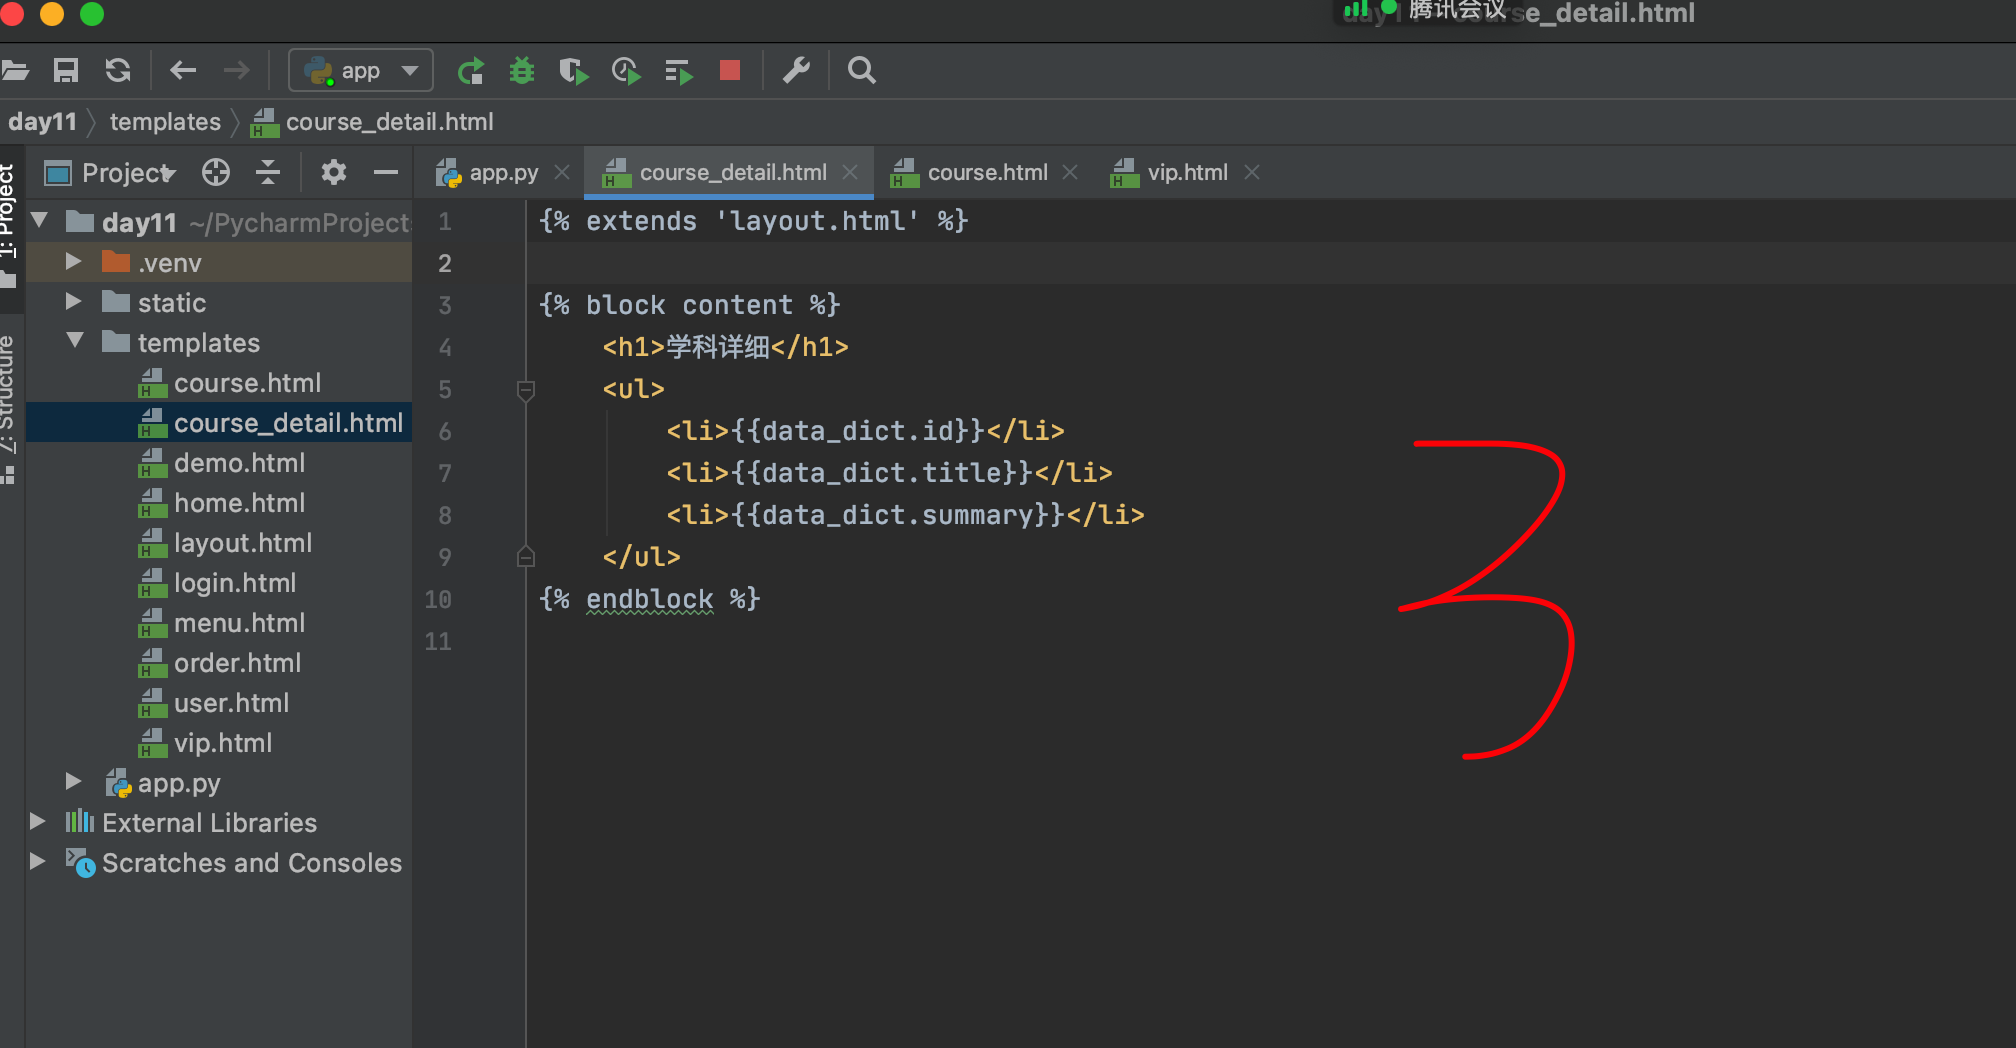 腾讯会议
se_detail.html
app
day11
templates
course_detail.html
1: Project
Project
app.py
course_detail.html
course.html
vip.html
day11 ~/PycharmProject
.venv
static
templates
course.html
course_detail.html
demo.html
home.html
layout.html
login.html
menu.html
order.html
user.html
vip.html
app.py
External Libraries
Scratches and Consoles
Structure
1 {% extends 'layout.html' %}
2
3 {% block content %}
4 <h1>学科详细</h1>
5 <ul>
6 <li>{{data_dict.id}}</li>
7 <li>{{data_dict.title}}</li>
8 <li>{{data_dict.summary}}</li>
9 </ul>
10 {% endblock %}
11
3